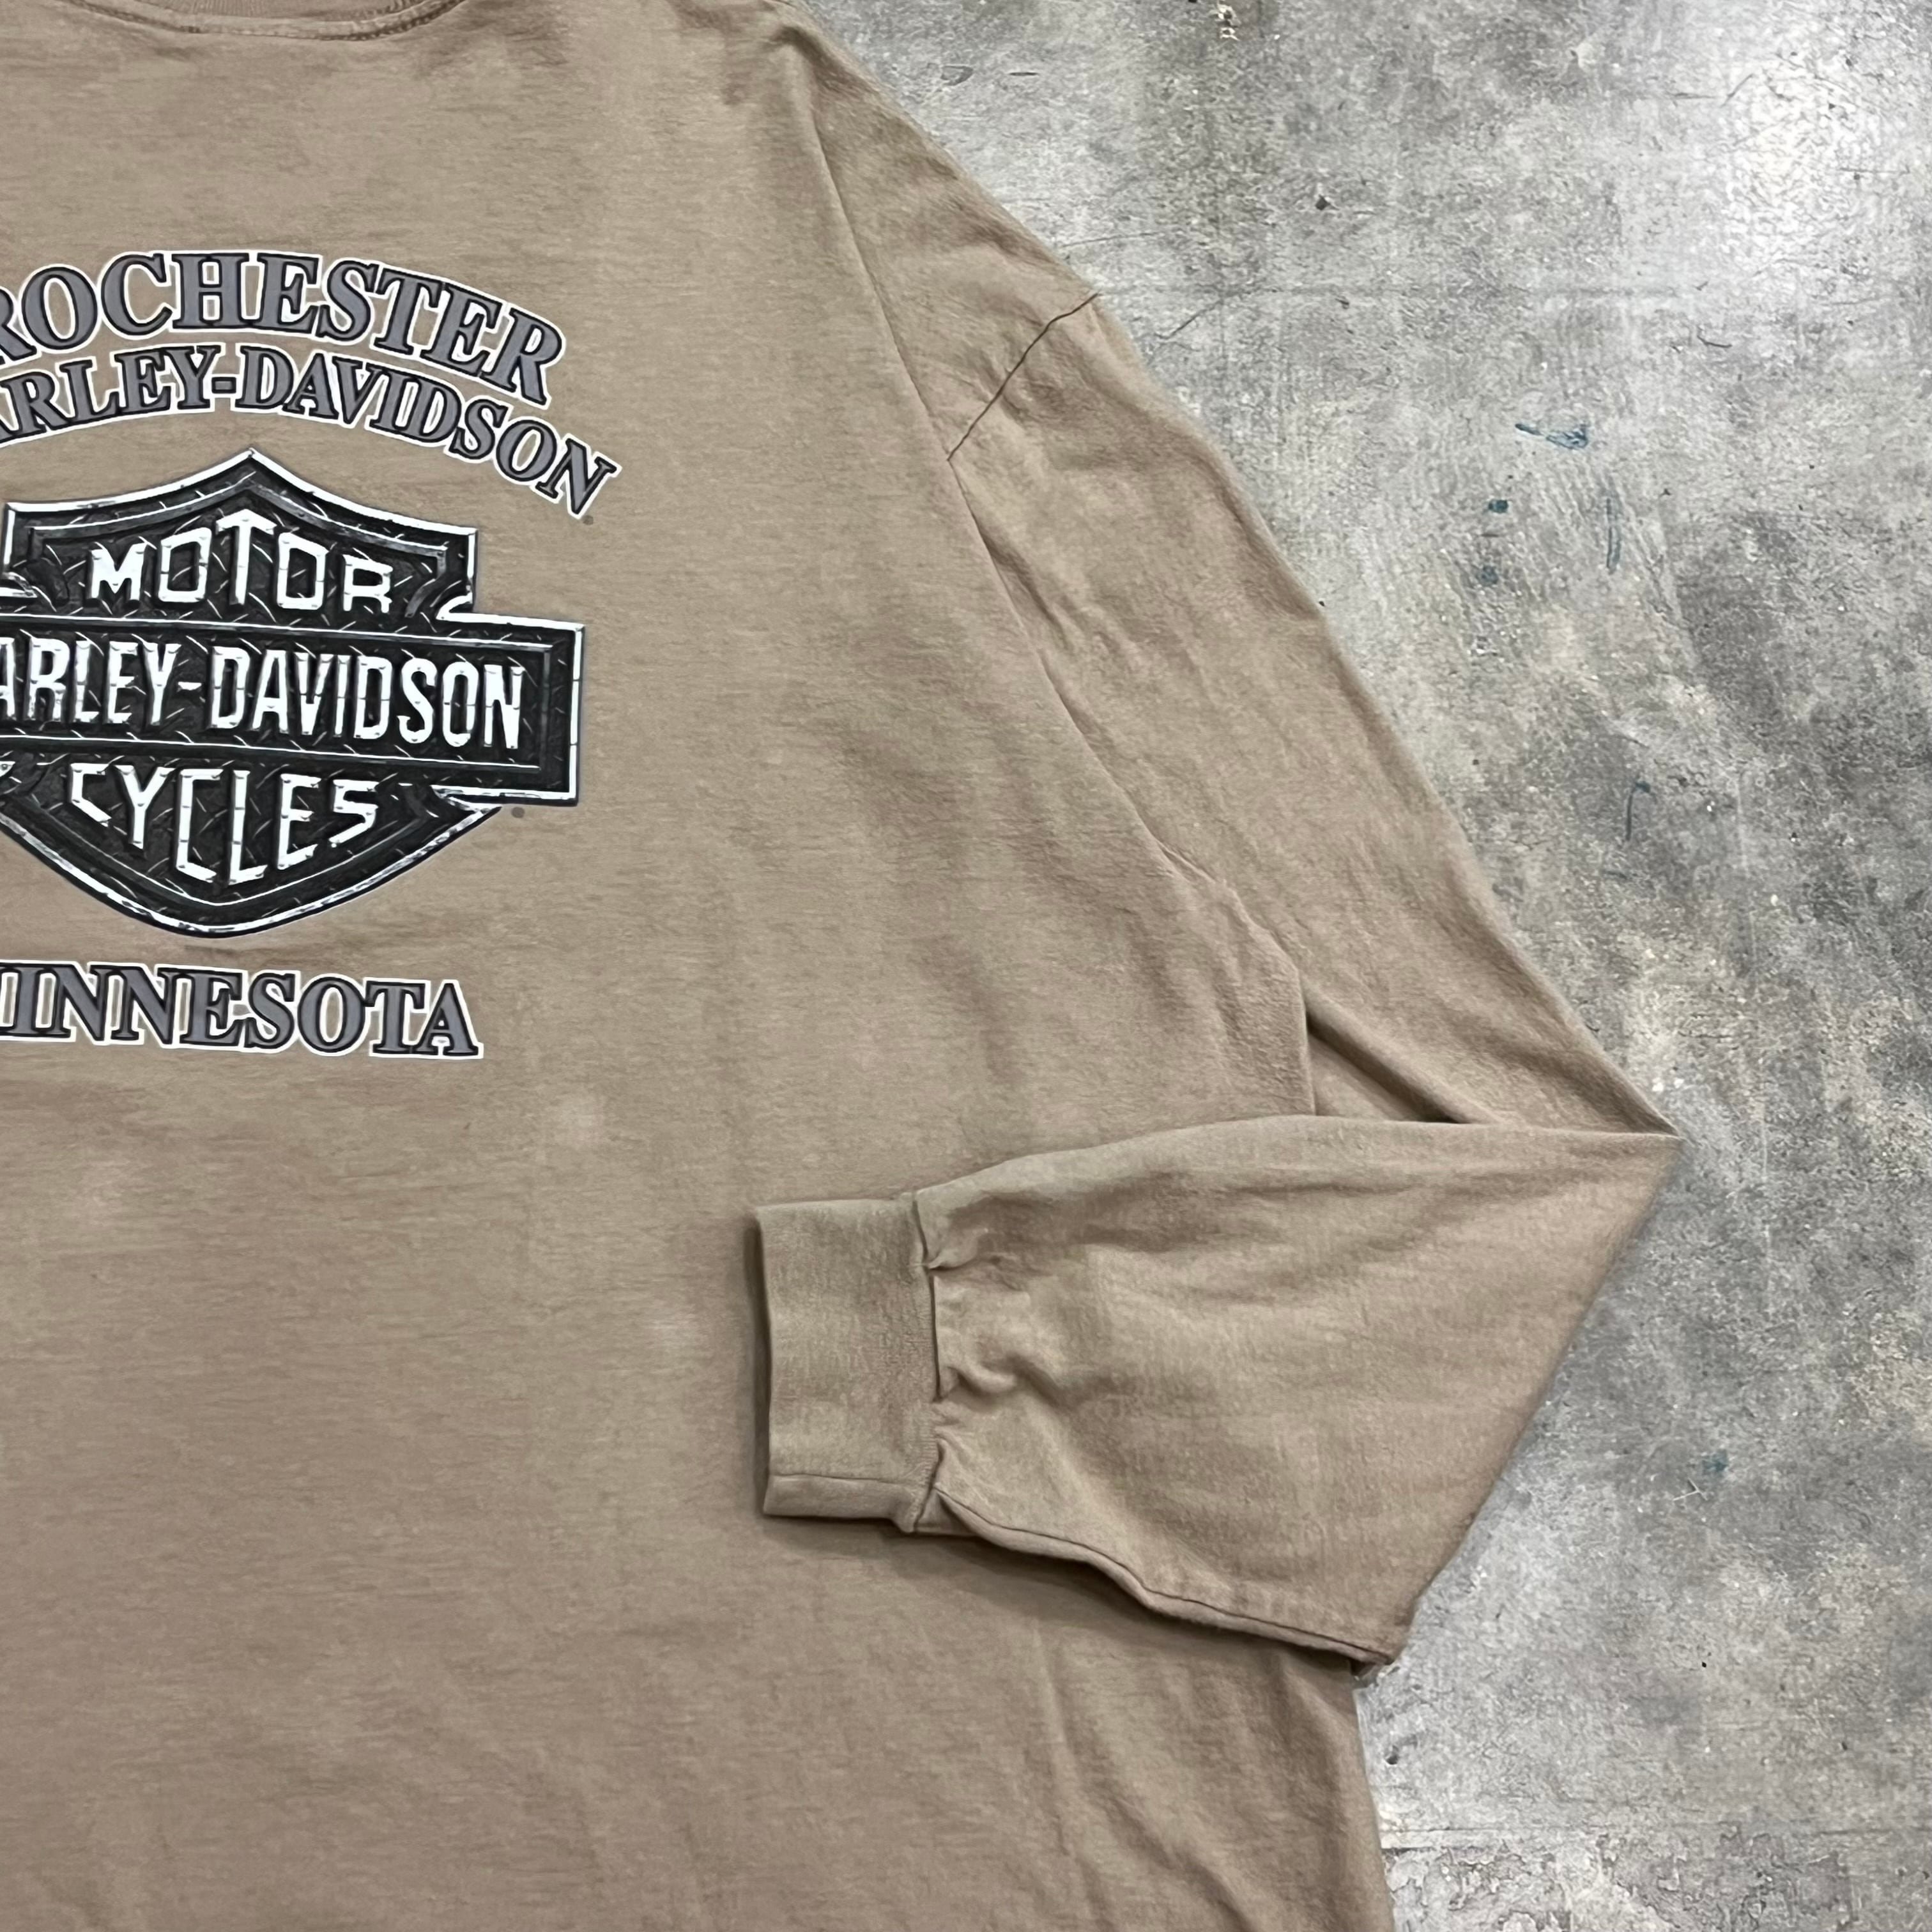 ROCHESTER
ARLEY-DAVIDSON
MOTOR
ARLEY-DAVIDSON
CYCLES
INNESOTA